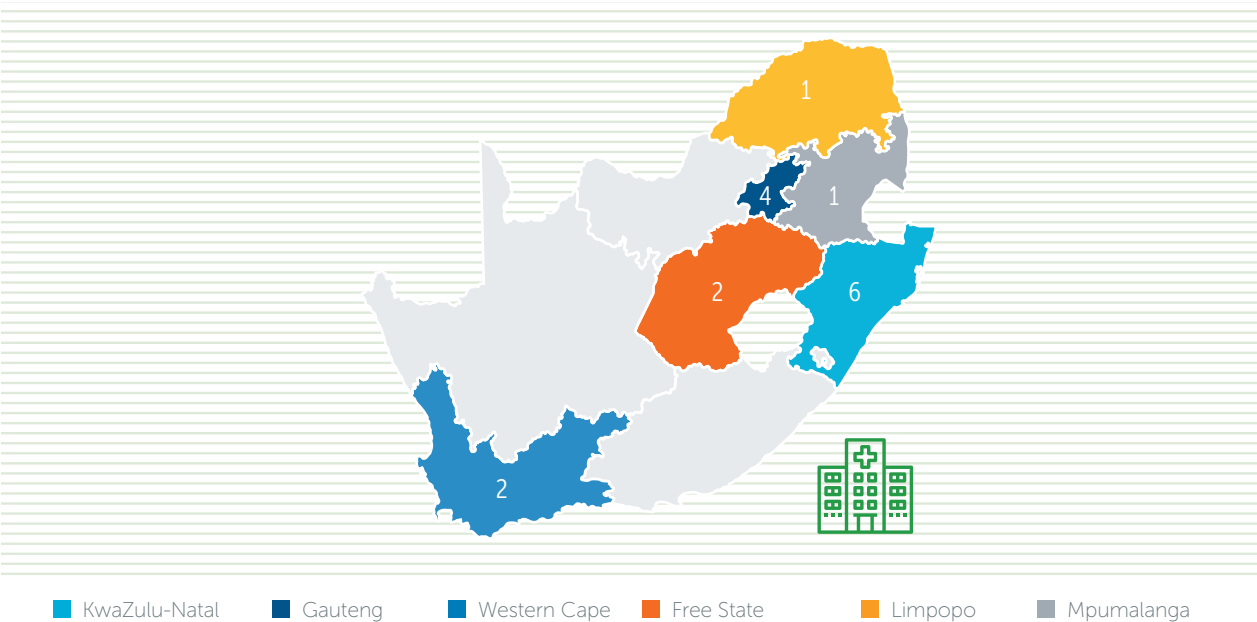 1
4
1
2
6
2
KwaZulu-Natal
Gauteng
Western Cape
Free State
Limpopo
Mpumalanga